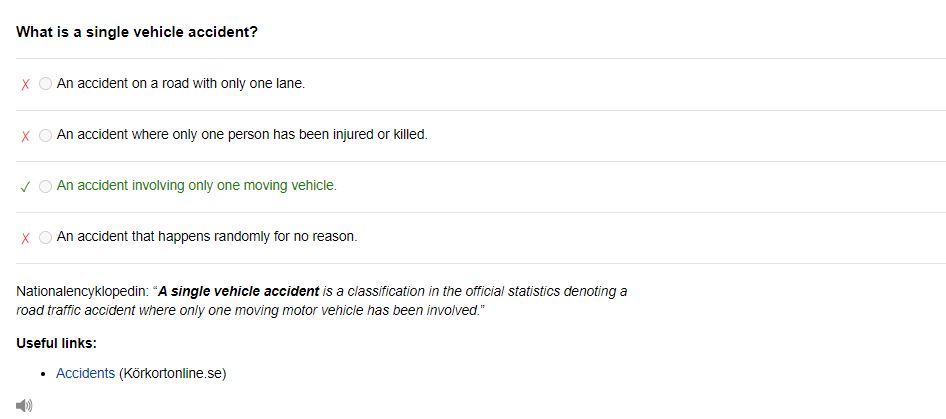 What is a single vehicle accident?
An accident on a road with only one lane.
An accident where only one person has been injured or killed.
An accident involving only one moving vehicle.
An accident that happens randomly for no reason.
Nationalencyklopedin: “A single vehicle accident is a classification in the official statistics denoting a
road traffic accident where only one moving motor vehicle has been involved.”
Useful links:
• Accidents (Körkortonline.se)